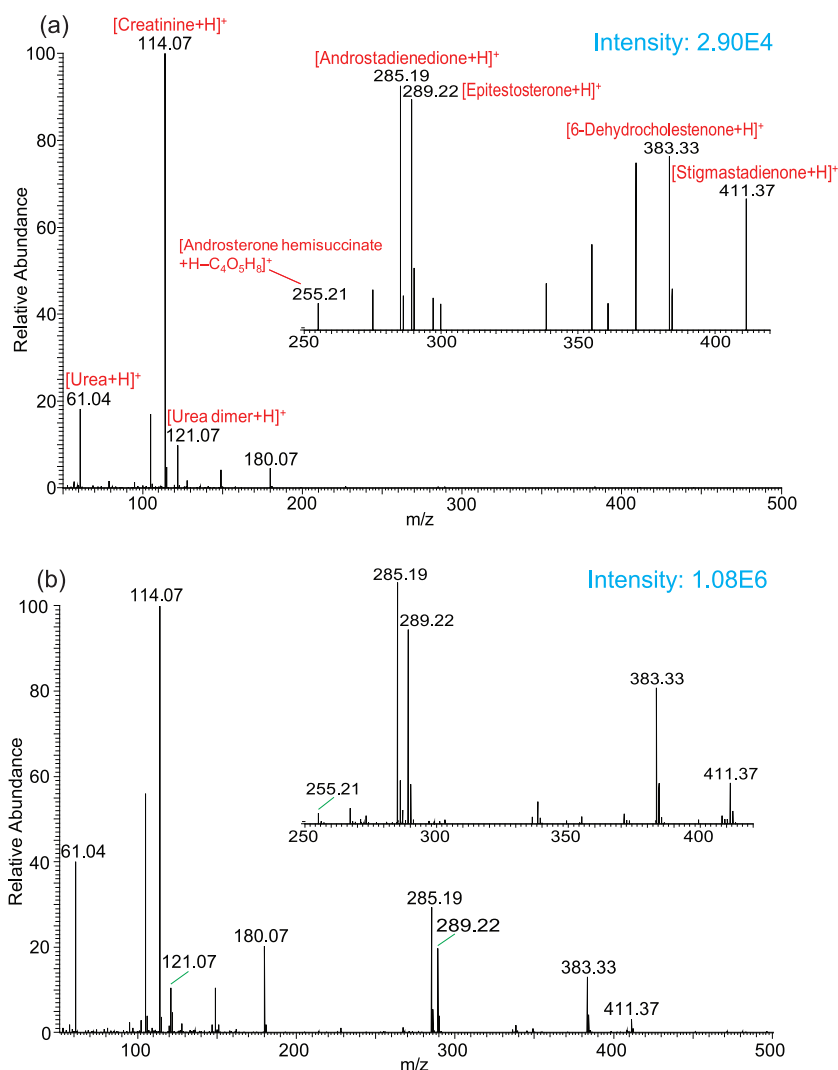 (a)
[Creatinine+H]⁺
114.07
Intensity: 2.90E4
[Androstadienedione+H]⁺
285.19
289.22
[Epitestosterone+H]⁺
[6-Dehydrocholestenone+H]⁺
383.33
[Stigmastadienone+H]⁺
411.37
[Androsterone hemisuccinate
+H–C₄O₅H₈]⁺
255.21
250 300 350 400
[Urea+H]⁺
61.04
[Urea dimer+H]⁺
121.07
180.07
Relative Abundance
100
80
60
40
20
0
100 200 300 400 500
m/z
(b)
Intensity: 1.08E6
114.07
285.19
289.22
383.33
411.37
255.21
250 300 350 400
61.04
121.07
180.07
285.19
289.22
383.33
411.37
Relative Abundance
100
80
60
40
20
0
100 200 300 400 500
m/z